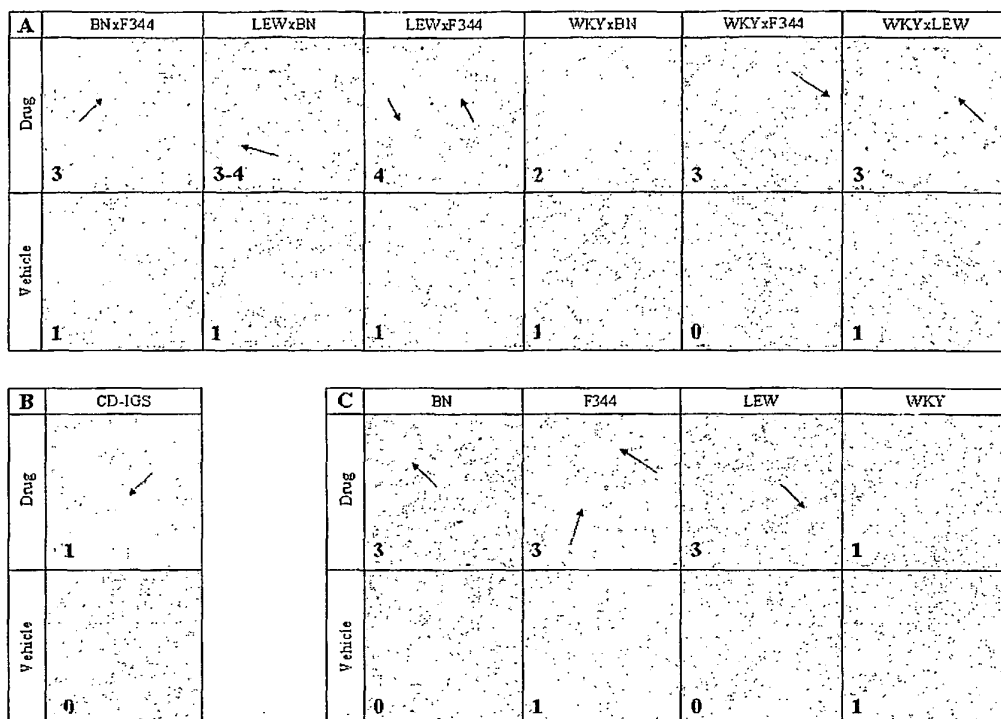 A BNxF344 LEWxBN LEWxF344 WKYxBN WKYxF344 WKYxLEW
Drug
3 3-4 4 2 3 3
Vehicle
1 1 1 1 0 1
B CD-IGS
Drug
1
Vehicle
0
C BN F344 LEW WKY
Drug
3 3 3 1
Vehicle
0 1 0 1